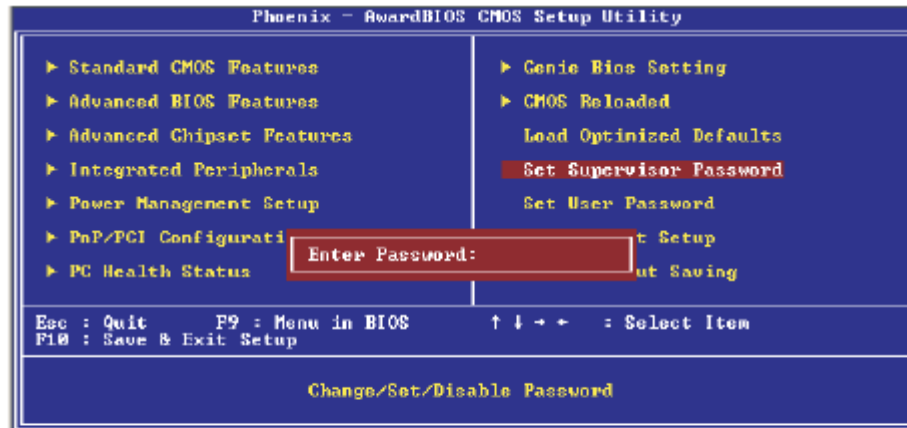 Phoenix - AwardBIOS CMOS Setup Utility
▶ Standard CMOS Features
▶ Advanced BIOS Features
▶ Advanced Chipset Features
▶ Integrated Peripherals
▶ Power Management Setup
▶ PnP/PCI Configurati
▶ PC Health Status
▶ Genie Bios Setting
▶ CMOS Reloaded
Load Optimized Defaults
Set Supervisor Password
Set User Password
t Setup
ut Saving
Enter Password:
Esc : Quit F9 : Menu in BIOS ↑ ↓ → ← : Select Item
F10 : Save & Exit Setup
Change/Set/Disable Password